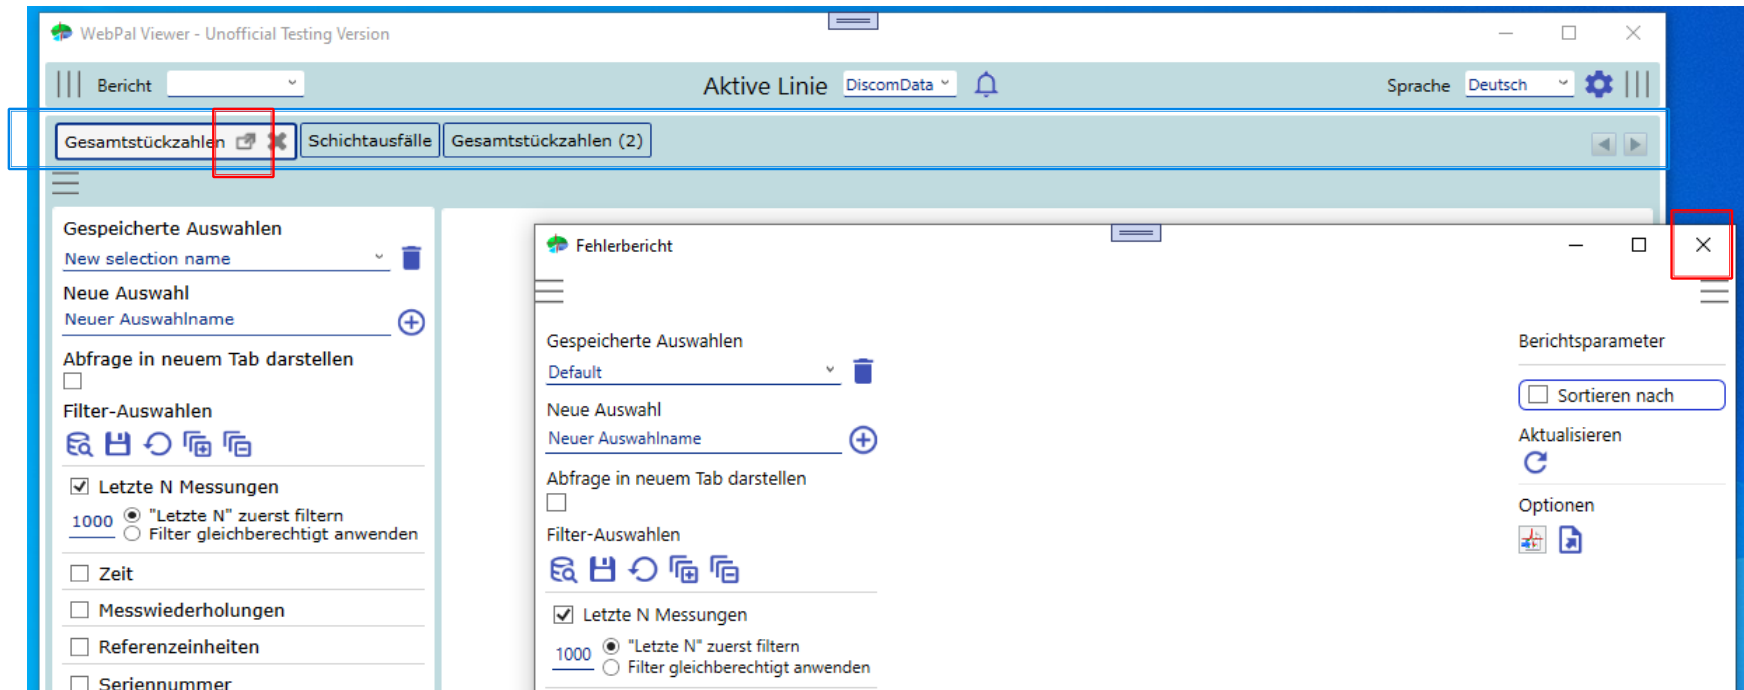 WebPal Viewer - Unofficial Testing Version
Bericht
Aktive Linie DiscomData
Sprache Deutsch
Gesamtstückzahlen
Schichtausfälle
Gesamtstückzahlen (2)
Gespeicherte Auswahlen
New selection name
Neue Auswahl
Neuer Auswahlname
Abfrage in neuem Tab darstellen
Filter-Auswahlen
Letzte N Messungen
1000
"Letzte N" zuerst filtern
Filter gleichberechtigt anwenden
Zeit
Messwiederholungen
Referenzeinheiten
Seriennummer
Fehlerbericht
Gespeicherte Auswahlen
Default
Neue Auswahl
Neuer Auswahlname
Abfrage in neuem Tab darstellen
Filter-Auswahlen
Letzte N Messungen
1000
"Letzte N" zuerst filtern
Filter gleichberechtigt anwenden
Berichtsparameter
Sortieren nach
Aktualisieren
Optionen